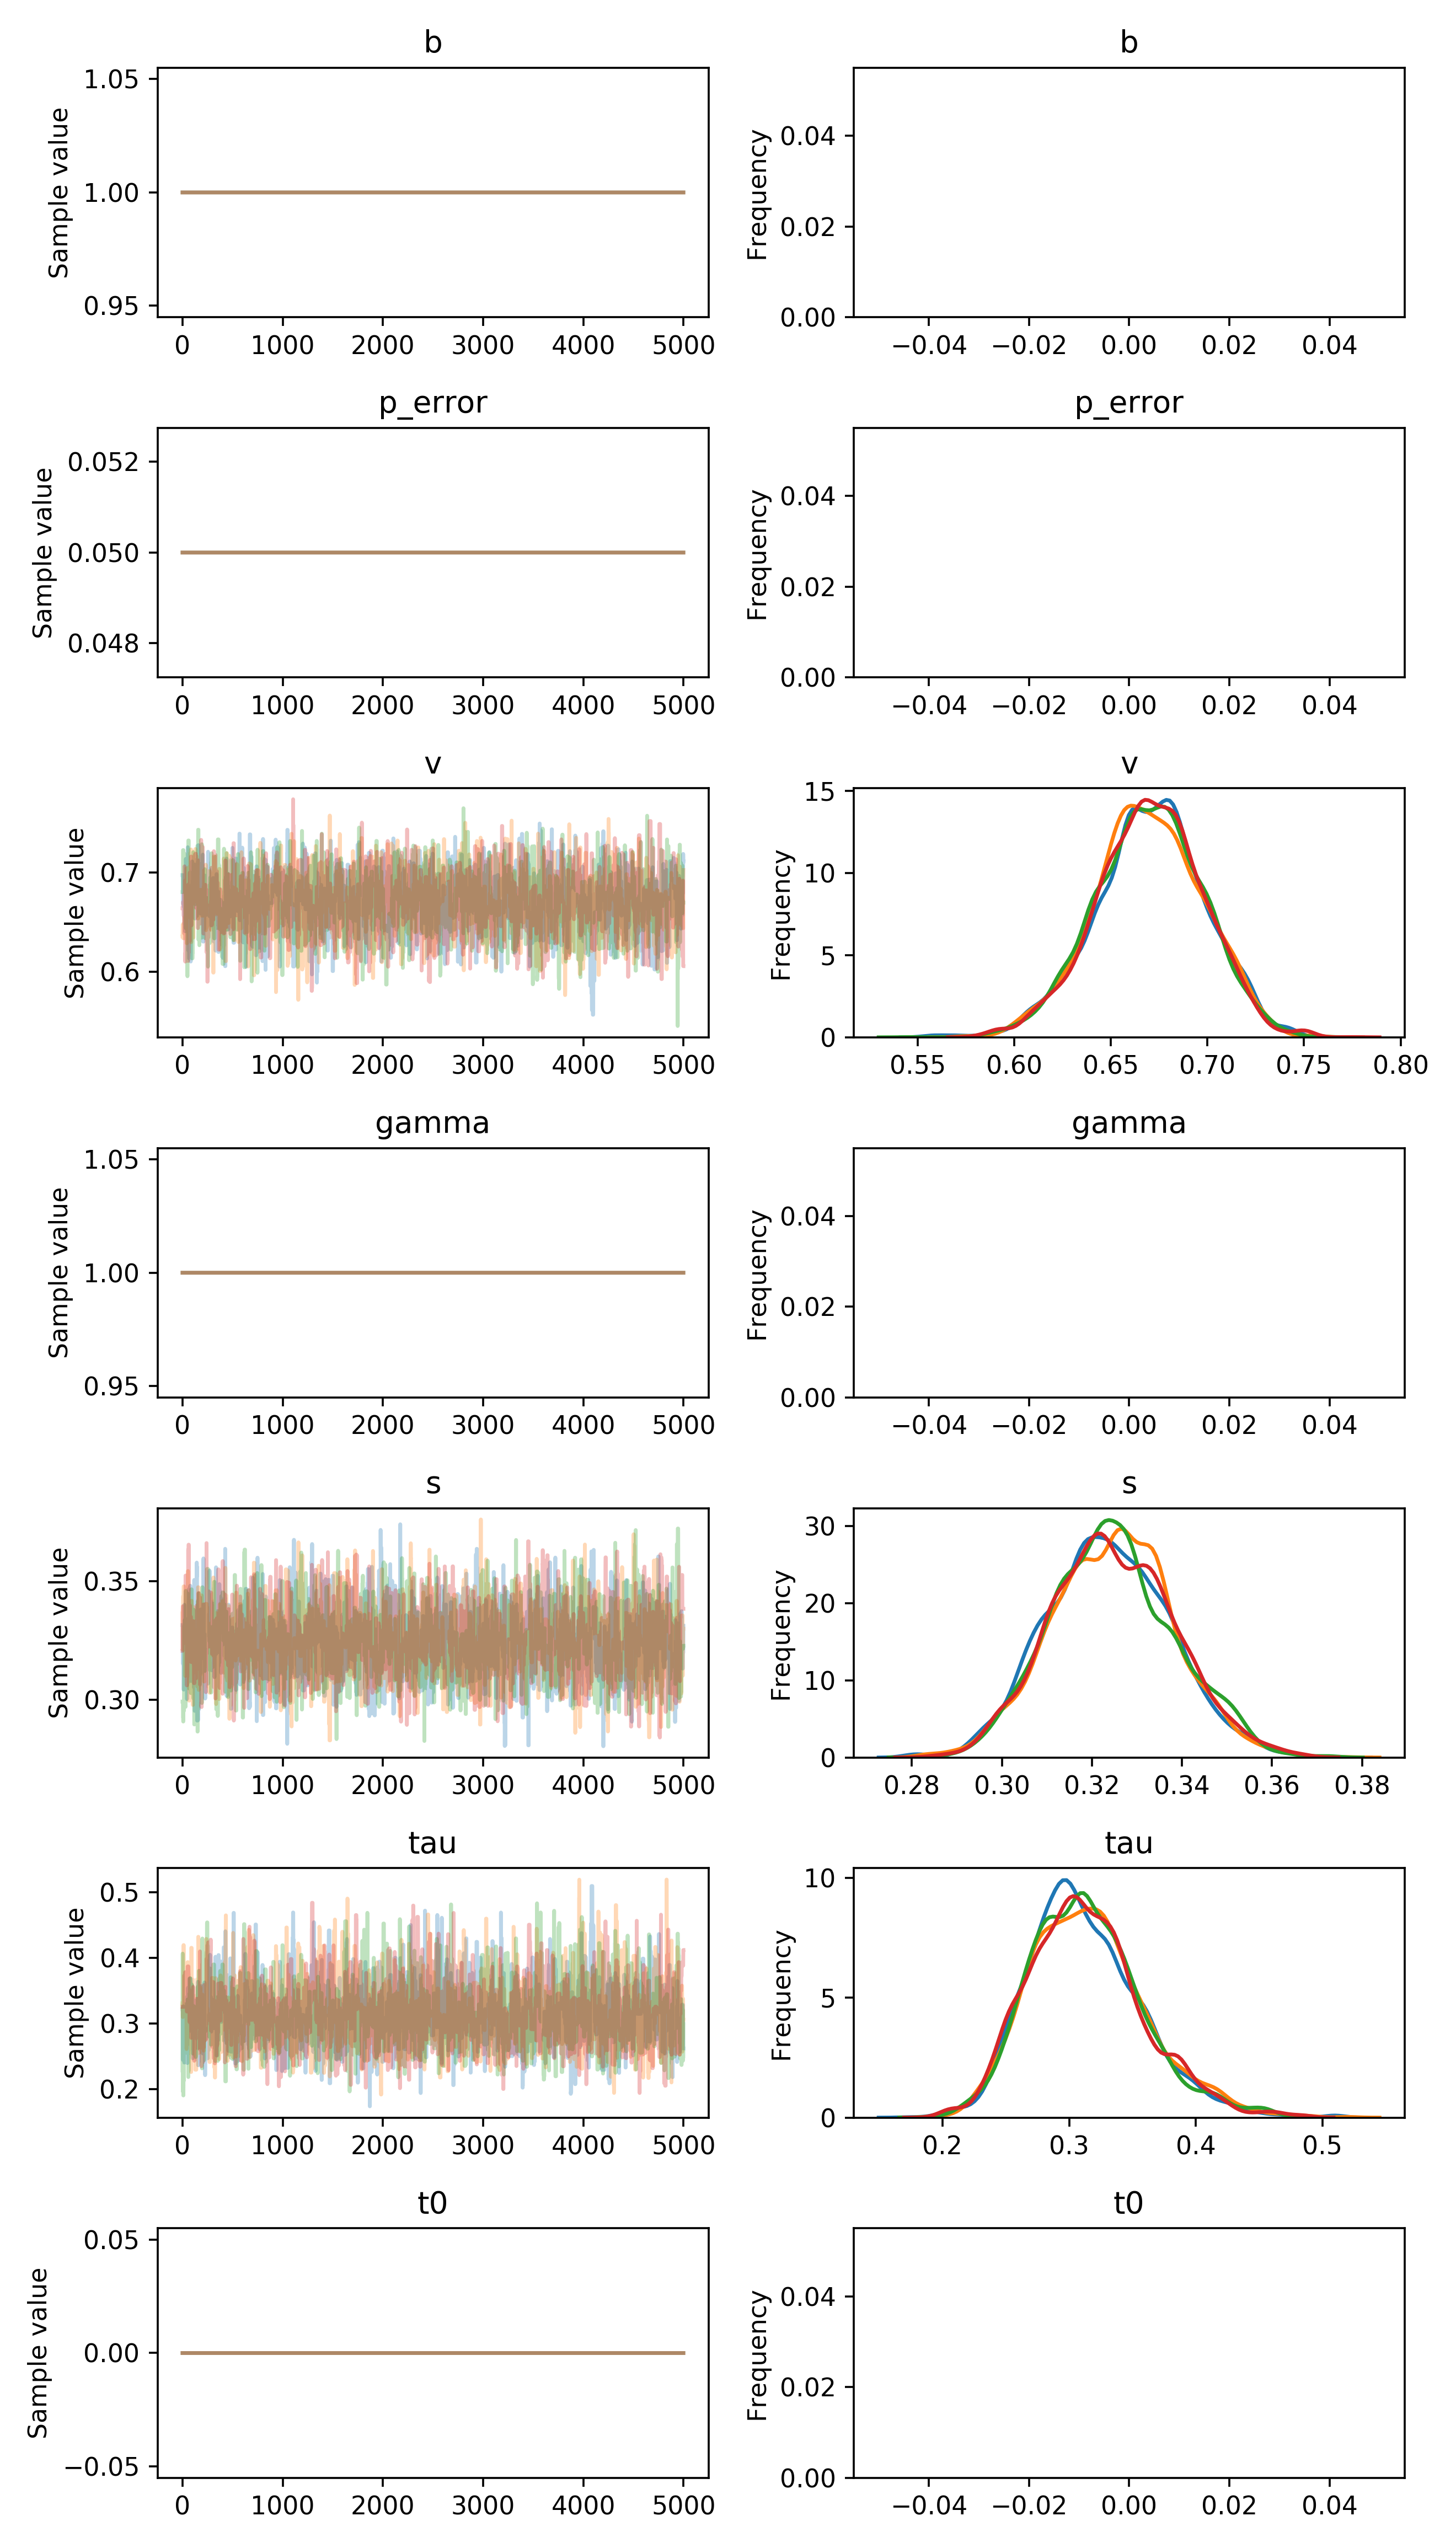 b b
Sample value 1.05 1.00 0.95
0 1000 2000 3000 4000 5000
Frequency 0.04 0.02 0.00
−0.04 −0.02 0.00 0.02 0.04
p_error p_error
Sample value 0.052 0.050 0.048
0 1000 2000 3000 4000 5000
Frequency 0.04 0.02 0.00
−0.04 −0.02 0.00 0.02 0.04
v v
Sample value 0.7 0.6
0 1000 2000 3000 4000 5000
Frequency 15 10 5 0
0.55 0.60 0.65 0.70 0.75 0.80
gamma gamma
Sample value 1.05 1.00 0.95
0 1000 2000 3000 4000 5000
Frequency 0.04 0.02 0.00
−0.04 −0.02 0.00 0.02 0.04
s s
Sample value 0.35 0.30
0 1000 2000 3000 4000 5000
Frequency 30 20 10 0
0.28 0.30 0.32 0.34 0.36 0.38
tau tau
Sample value 0.5 0.4 0.3 0.2
0 1000 2000 3000 4000 5000
Frequency 10 5 0
0.2 0.3 0.4 0.5
t0 t0
Sample value 0.05 0.00 −0.05
0 1000 2000 3000 4000 5000
Frequency 0.04 0.02 0.00
−0.04 −0.02 0.00 0.02 0.04